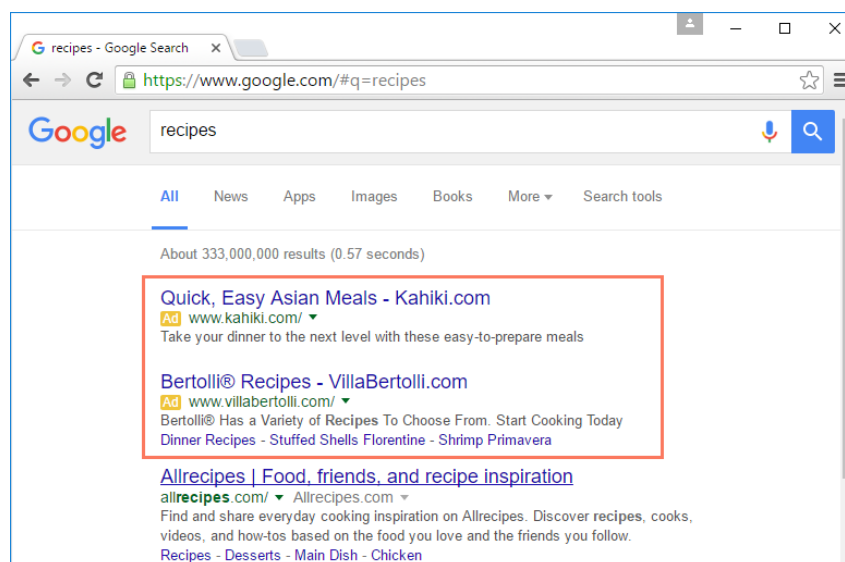 recipes - Google Search
https://www.google.com/#q=recipes
Google
recipes
All News Apps Images Books More Search tools
About 333,000,000 results (0.57 seconds)
Quick, Easy Asian Meals - Kahiki.com
Ad www.kahiki.com/
Take your dinner to the next level with these easy-to-prepare meals
Bertolli® Recipes - VillaBertolli.com
Ad www.villabertolli.com/
Bertolli® Has a Variety of Recipes To Choose From. Start Cooking Today
Dinner Recipes - Stuffed Shells Florentine - Shrimp Primavera
Allrecipes | Food, friends, and recipe inspiration
allrecipes.com/ Allrecipes.com
Find and share everyday cooking inspiration on Allrecipes. Discover recipes, cooks,
videos, and how-tos based on the food you love and the friends you follow.
Recipes - Desserts - Main Dish - Chicken